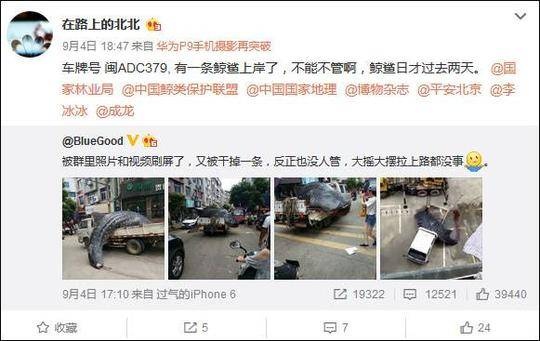 在路上的北北
9月4日 18:47 来自 华为P9手机摄影再突破
车牌号 闽ADC379, 有一条鲸鲨上岸了，不能不管啊，鲸鲨日才过去两天。@国
家林业局 @中国鲸类保护联盟 @中国国家地理 @博物杂志 @平安北京 @李
冰冰 @成龙
@BlueGood
被群里照片和视频刷屏了，又被干掉一条，反正也没人管，大摇大摆拉上路都没事
9月4日 17:10 来自 过气的iPhone 6 19322 12521 39440
收藏 5 7 24